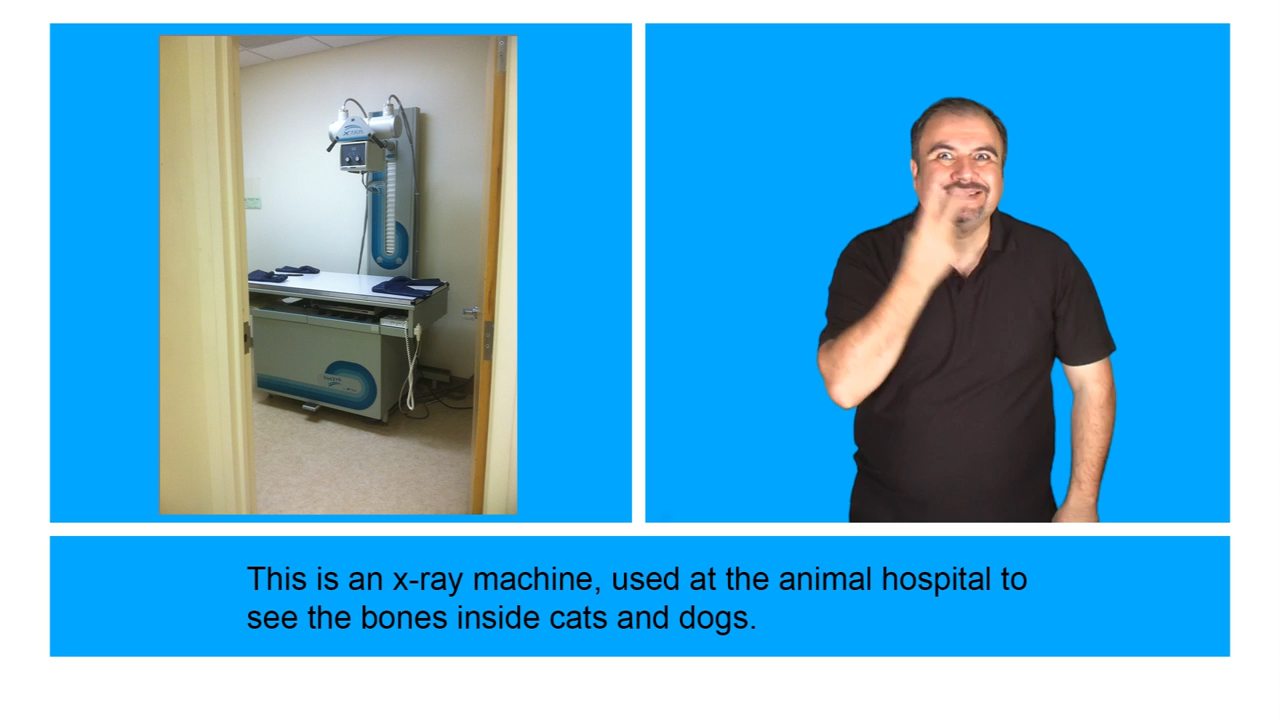 This is an x-ray machine, used at the animal hospital to
see the bones inside cats and dogs.